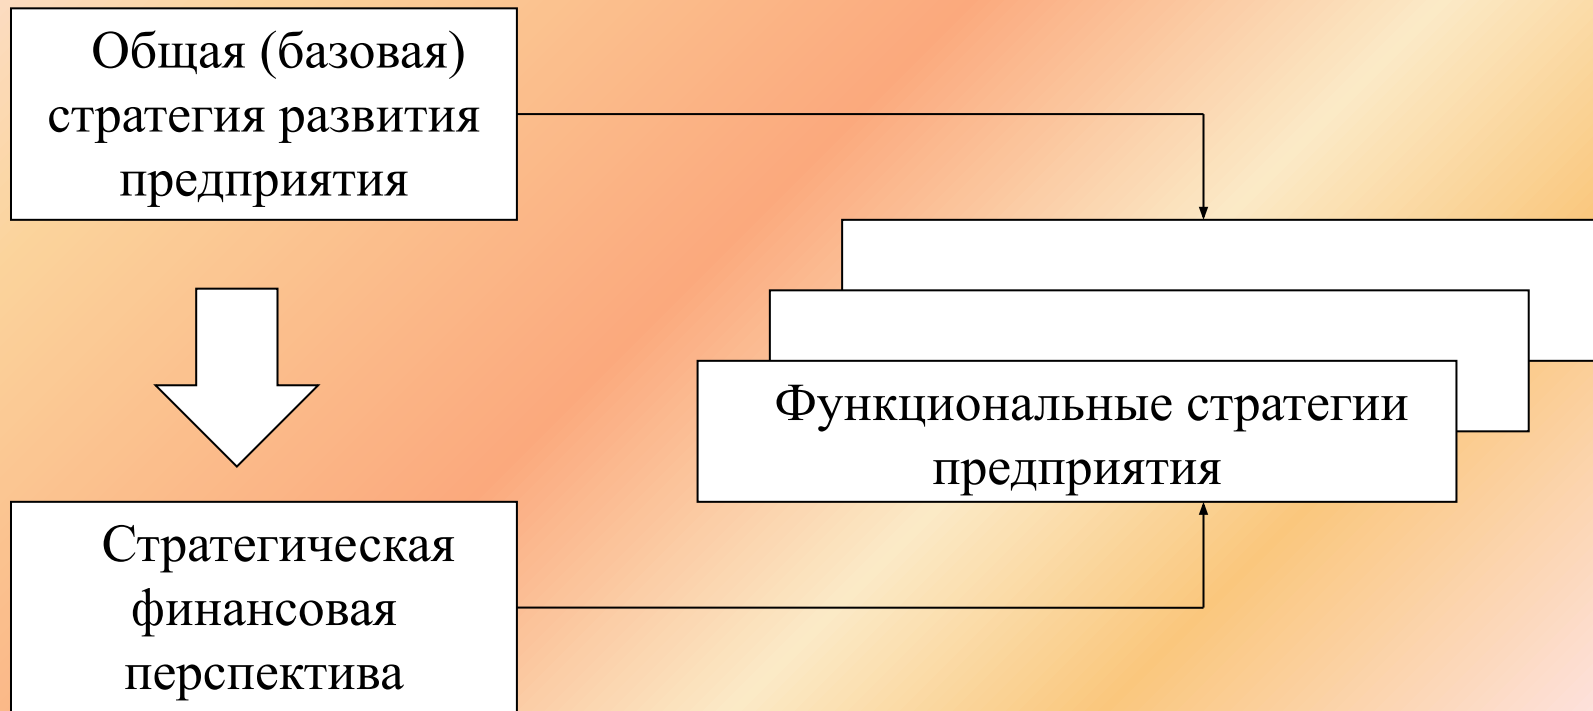 Общая (базовая)
стратегия развития
предприятия
Функциональные стратегии
предприятия
Стратегическая
финансовая
перспектива